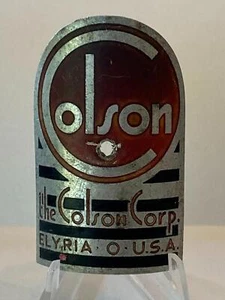 Colson
the Colson Corp.
ELYRIA · O · U.S.A.